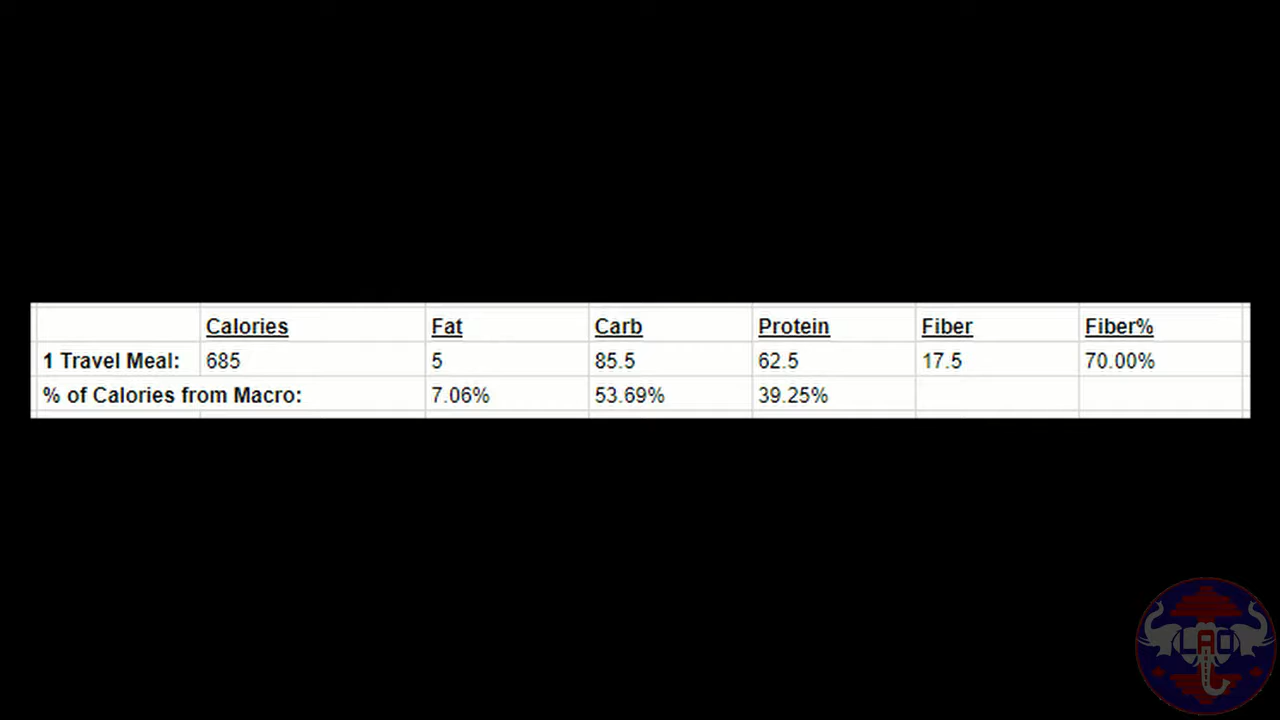 Calories Fat Carb Protein Fiber Fiber%
1 Travel Meal: 685 5 85.5 62.5 17.5 70.00%
% of Calories from Macro: 7.06% 53.69% 39.25%
LAO